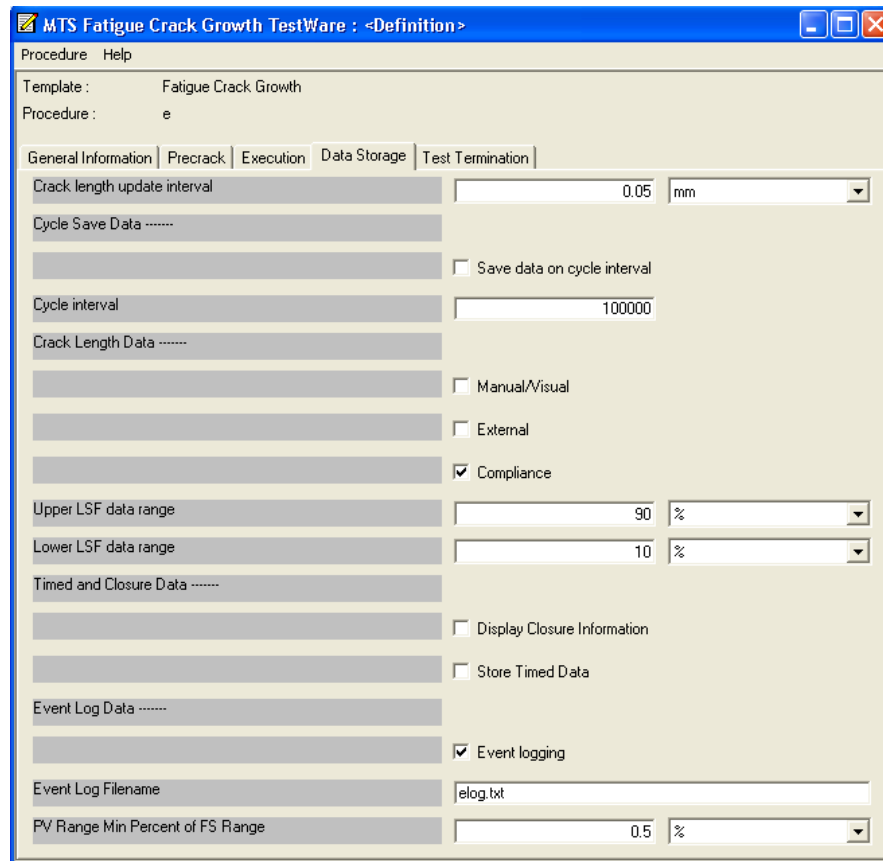 MTS Fatigue Crack Growth TestWare : <Definition>
Procedure Help
Template : Fatigue Crack Growth
Procedure : e
General Information Precrack Execution Data Storage Test Termination
Crack length update interval 0.05 mm
Cycle Save Data -------
Save data on cycle interval
Cycle interval 100000
Crack Length Data -------
Manual/Visual
External
Compliance
Upper LSF data range 90 %
Lower LSF data range 10 %
Timed and Closure Data -------
Display Closure Information
Store Timed Data
Event Log Data -------
Event logging
Event Log Filename elog.txt
PV Range Min Percent of FS Range 0.5 %